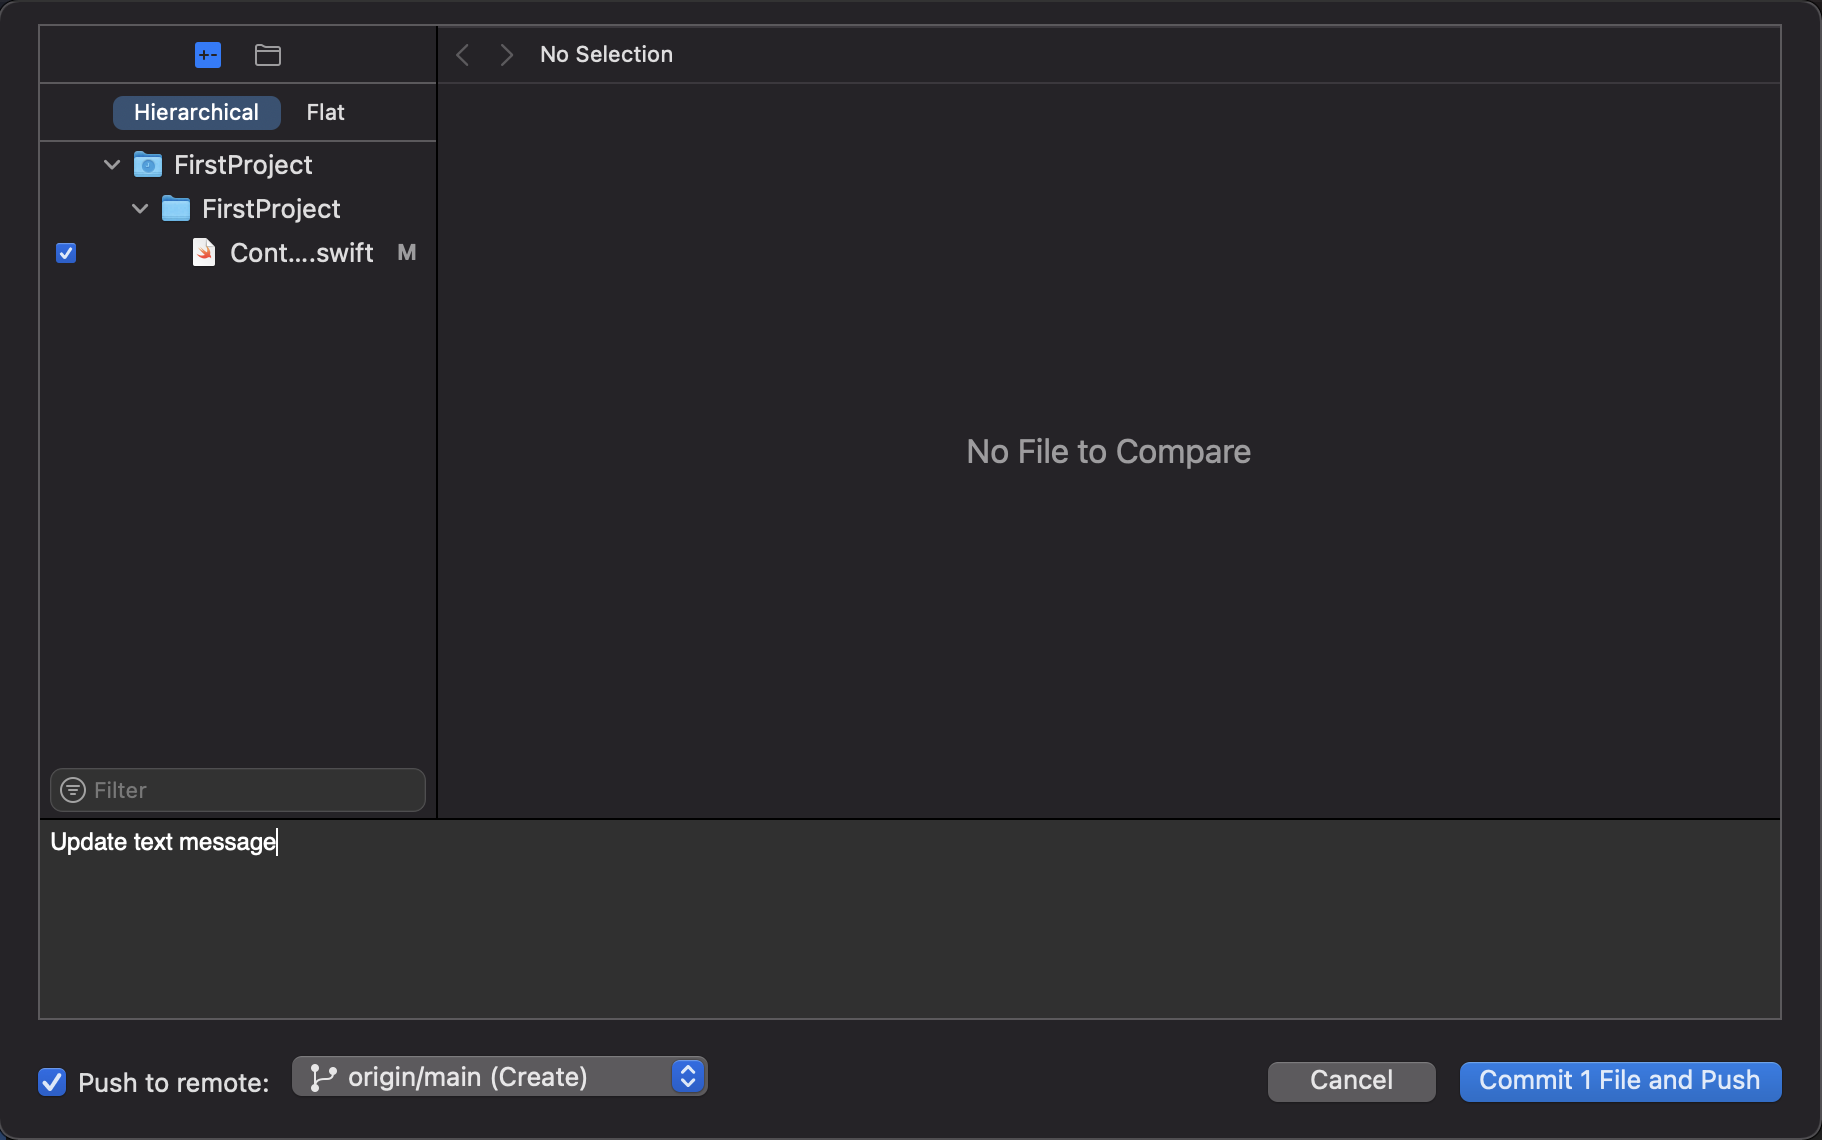 No Selection
Hierarchical Flat
FirstProject
FirstProject
Cont....swift M
No File to Compare
Filter
Update text message
Push to remote: origin/main (Create) Cancel Commit 1 File and Push